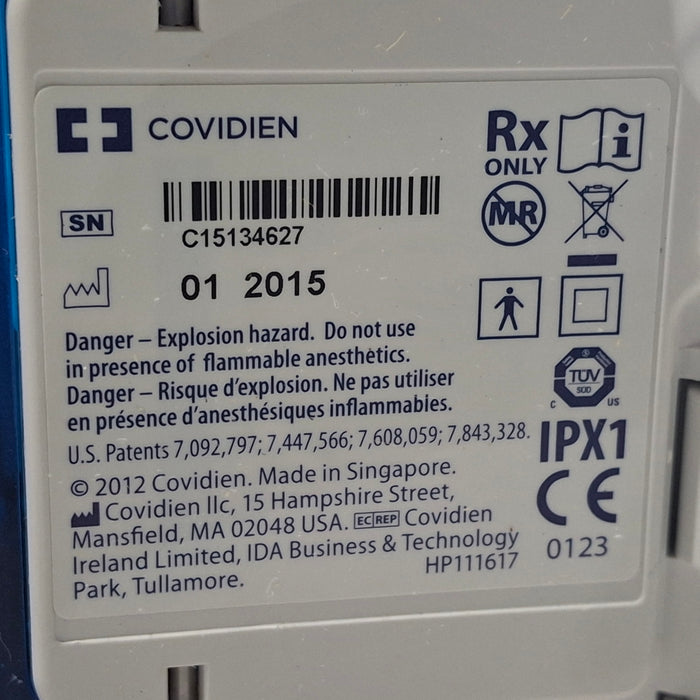 COVIDIEN
Rx
ONLY
i
SN
C15134627
MR
01 2015
Danger – Explosion hazard. Do not use
in presence of flammable anesthetics.
Danger – Risque d'explosion. Ne pas utiliser
en présence d'anesthésiques inflammables.
TÜV
SÜD
C US
U.S. Patents 7,092,797; 7,447,566; 7,608,059; 7,843,328.
IPX1
© 2012 Covidien. Made in Singapore.
Covidien llc, 15 Hampshire Street,
Mansfield, MA 02048 USA. EC REP Covidien
Ireland Limited, IDA Business & Technology
Park, Tullamore.
HP111617
CE
0123